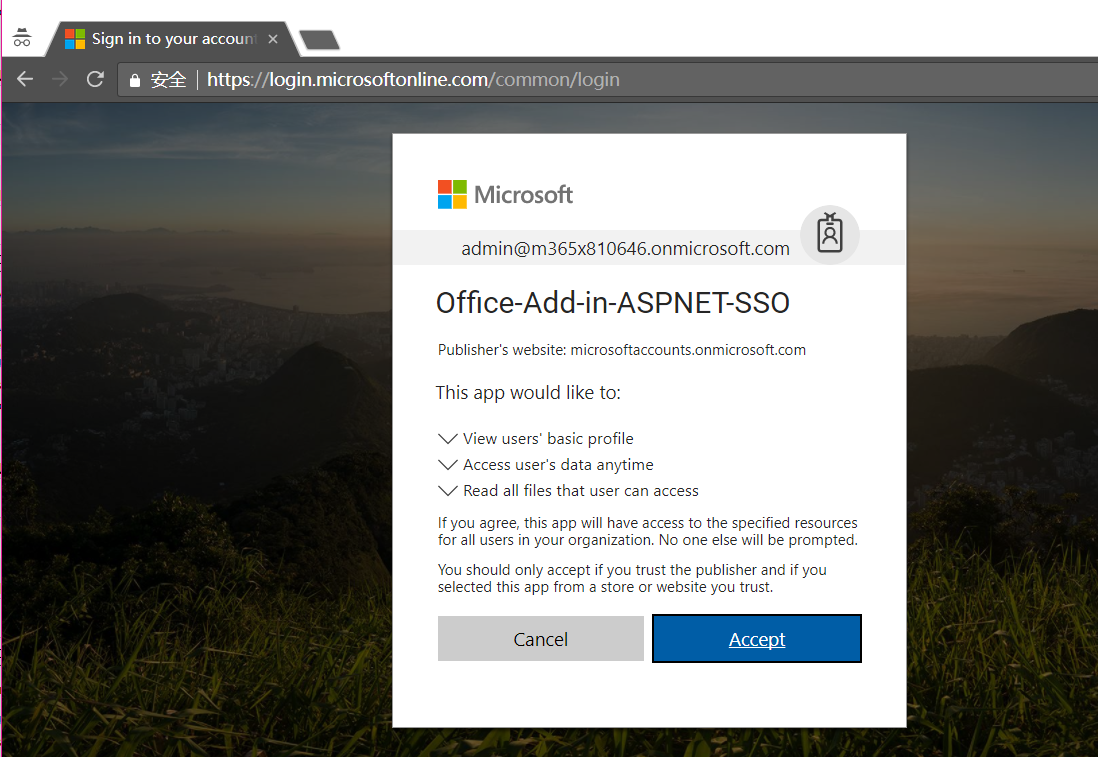 Sign in to your accoun
安全 https://login.microsoftonline.com/common/login
Microsoft
admin@m365x810646.onmicrosoft.com
Office-Add-in-ASPNET-SSO
Publisher's website: microsoftaccounts.onmicrosoft.com
This app would like to:
View users' basic profile
Access user's data anytime
Read all files that user can access
If you agree, this app will have access to the specified resources
for all users in your organization. No one else will be prompted.
You should only accept if you trust the publisher and if you
selected this app from a store or website you trust.
Cancel Accept